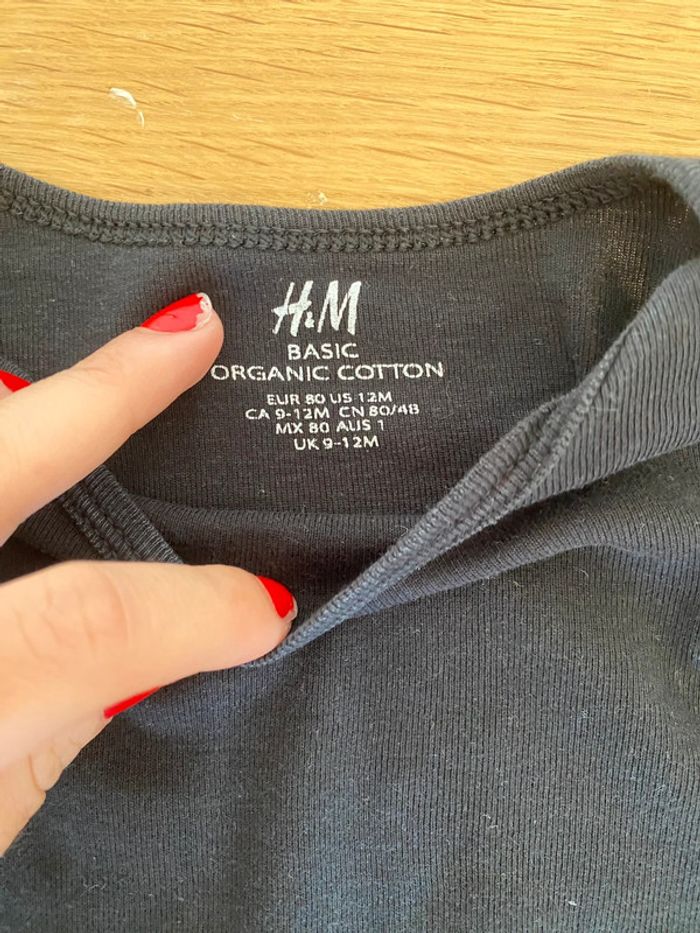 H&M
BASIC
ORGANIC COTTON
EUR 80 US 12M
CA 9-12M CN 80/48
MX 80 AUS 1
UK 9-12M